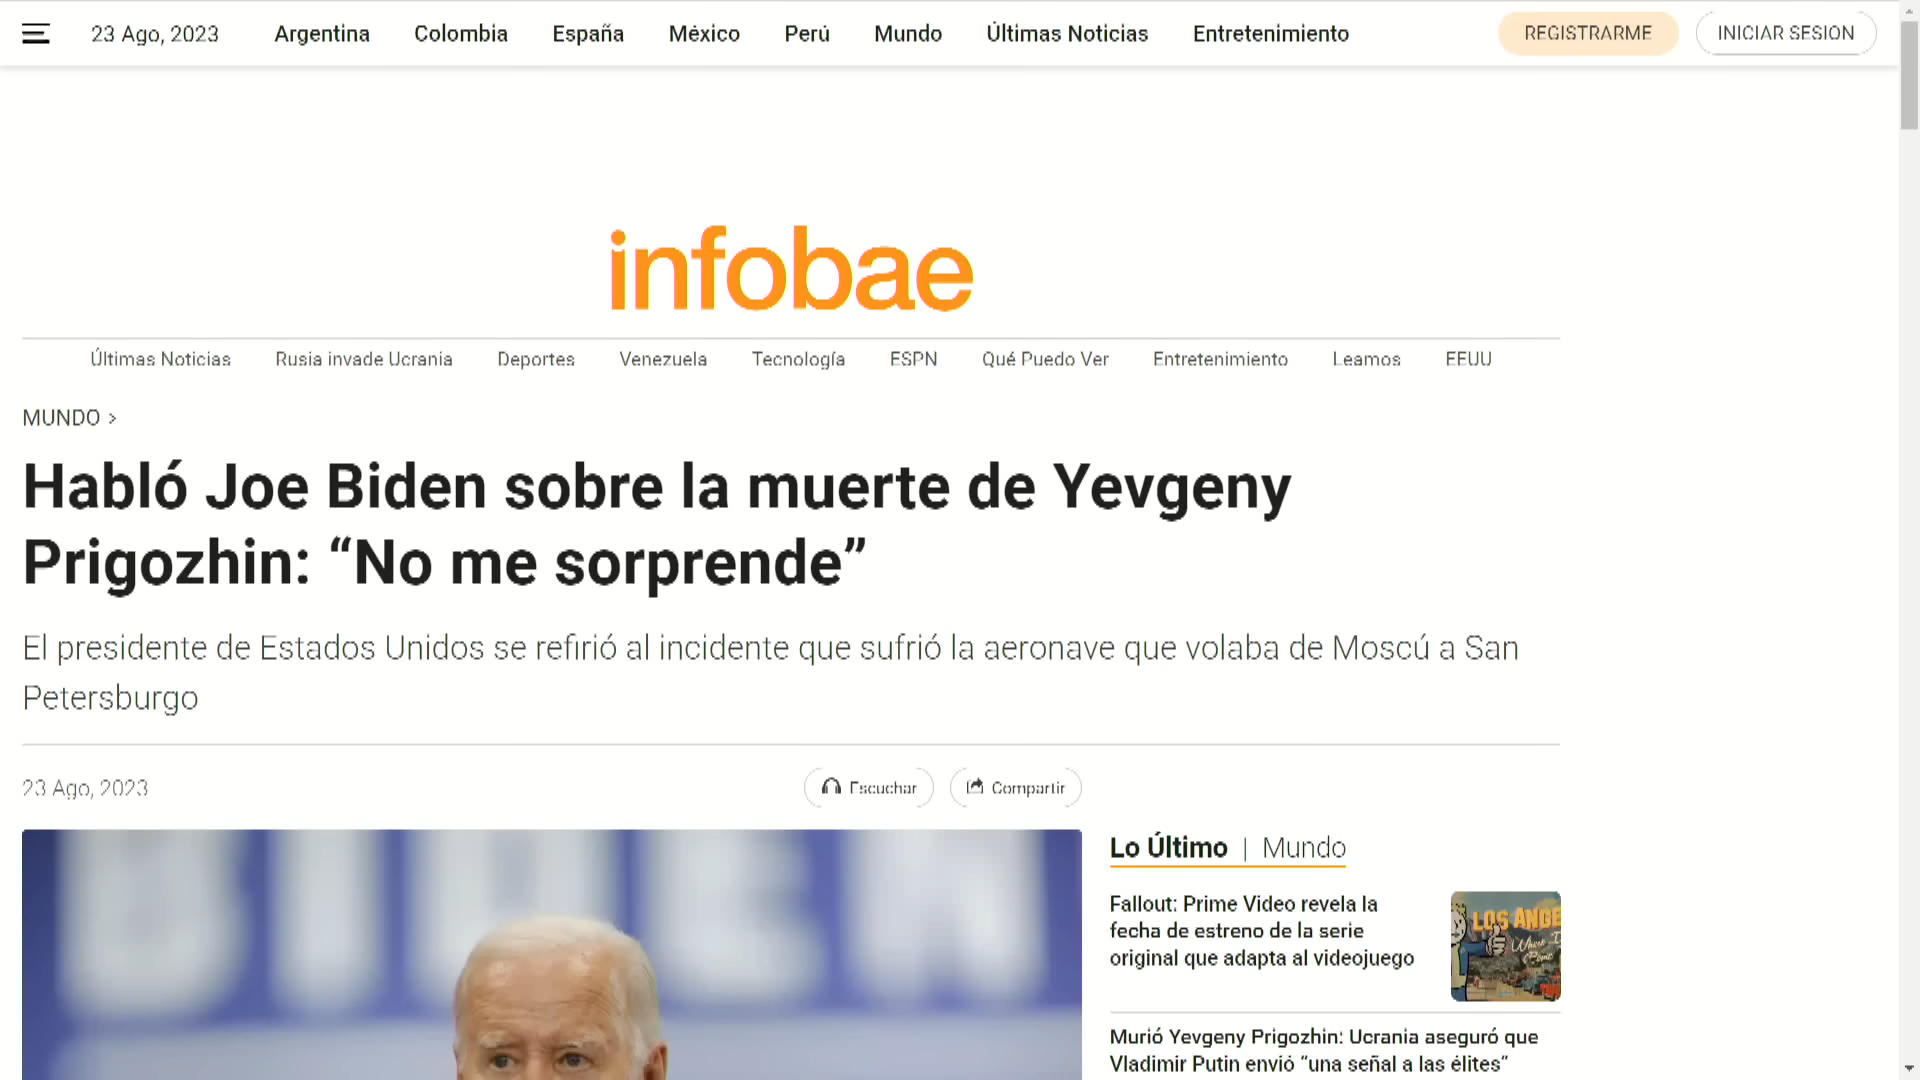 23 Ago, 2023 Argentina Colombia España México Perú Mundo Últimas Noticias Entretenimiento REGISTRARME INICIAR SESION
infobae
Últimas Noticias Rusia invade Ucrania Deportes Venezuela Tecnología ESPN Qué Puedo Ver Entretenimiento Leamos EEUU
MUNDO >
Habló Joe Biden sobre la muerte de Yevgeny
Prigozhin: “No me sorprende”
El presidente de Estados Unidos se refirió al incidente que sufrió la aeronave que volaba de Moscú a San
Petersburgo
23 Ago, 2023 Escuchar Compartir
BIDEN
Lo Último | Mundo
Fallout: Prime Video revela la
fecha de estreno de la serie
original que adapta al videojuego
LOS ANGE
Murió Yevgeny Prigozhin: Ucrania aseguró que
Vladimir Putin envió “una señal a las élites”